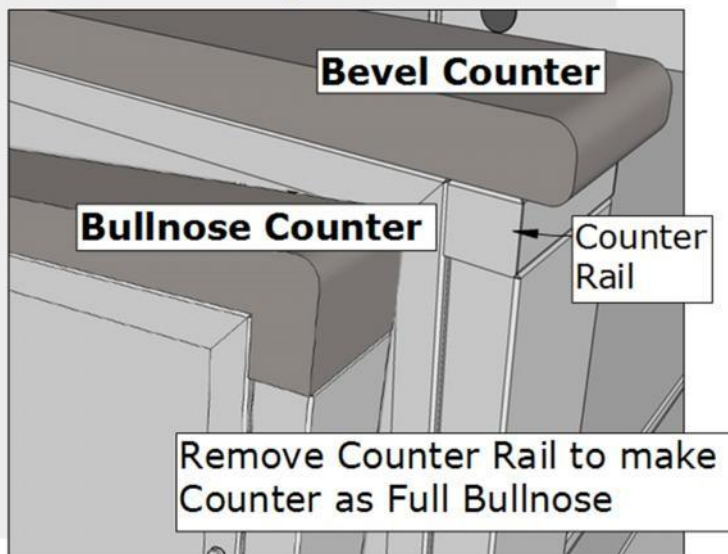 Bevel Counter
Bullnose Counter
Counter
Rail
Remove Counter Rail to make
Counter as Full Bullnose